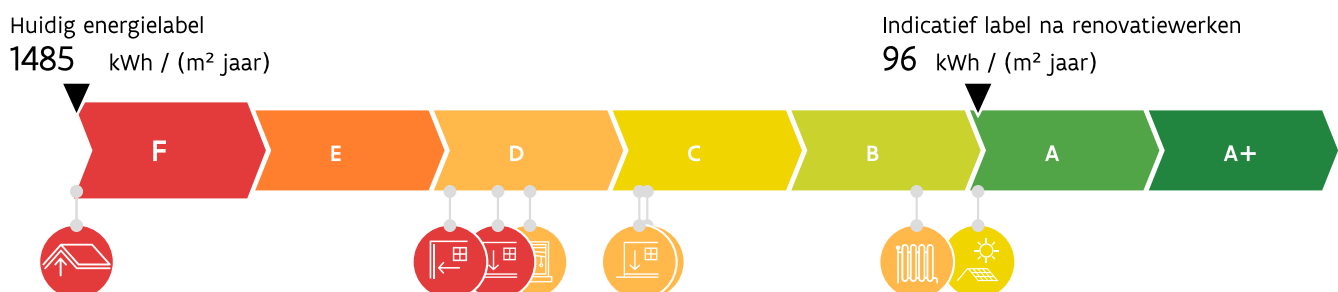 Huidig energielabel
1485 kWh / (m² jaar)
Indicatief label na renovatiewerken
96 kWh / (m² jaar)
F E D C B A A+